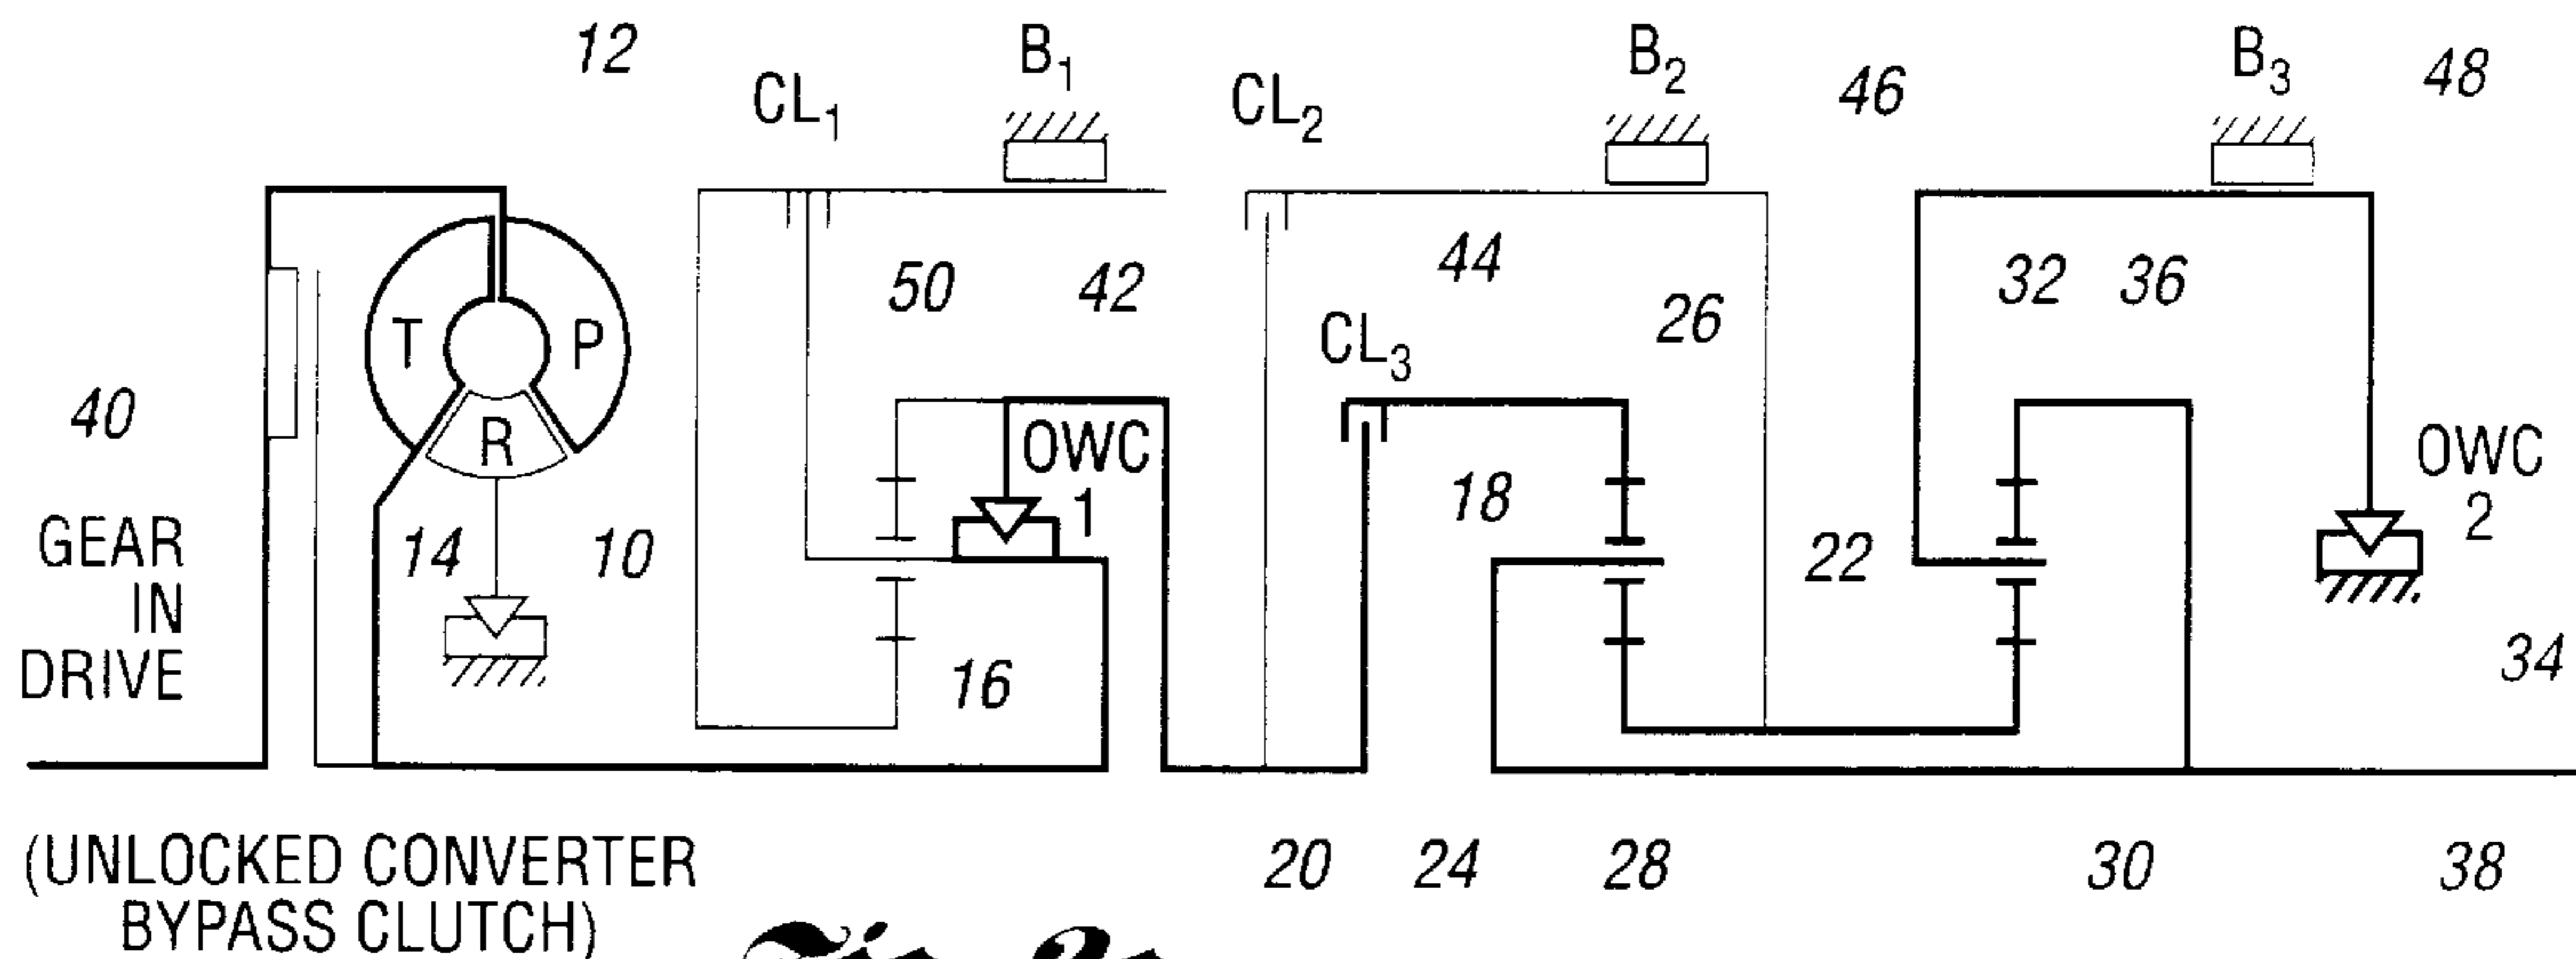 12
B1
CL1
CL2
B2
46
B3
48
50
42
44
CL3
26
32
36
T
P
R
40
OWC
1
18
22
OWC
2
GEAR
IN
DRIVE
14
10
16
34
(UNLOCKED CONVERTER
BYPASS CLUTCH)
20
24
28
30
38